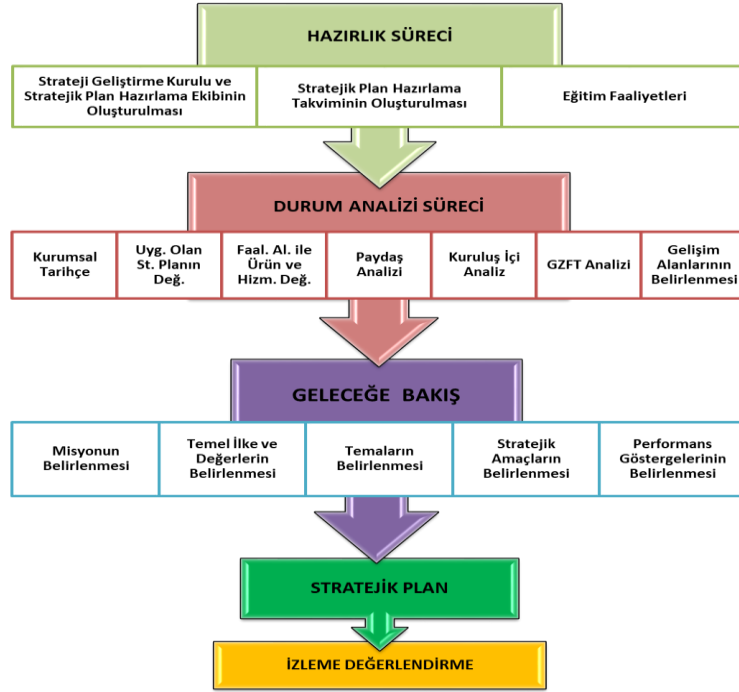 HAZIRLIK SÜRECİ
Strateji Geliştirme Kurulu ve
Stratejik Plan Hazırlama Ekibinin
Oluşturulması
Stratejik Plan Hazırlama
Takviminin Oluşturulması
Eğitim Faaliyetleri
DURUM ANALİZİ SÜRECİ
Kurumsal
Tarihçe
Uyg. Olan
St. Planın
Değ.
Faal. Al. ile
Ürün ve
Hizm. Değ.
Paydaş
Analizi
Kuruluş İçi
Analiz
GZFT Analizi
Gelişim
Alanlarının
Belirlenmesi
GELECEĞE BAKIŞ
Misyonun
Belirlenmesi
Temel İlke ve
Değerlerin
Belirlenmesi
Temaların
Belirlenmesi
Stratejik
Amaçların
Belirlenmesi
Performans
Göstergelerinin
Belirlenmesi
STRATEJİK PLAN
İZLEME DEĞERLENDİRME